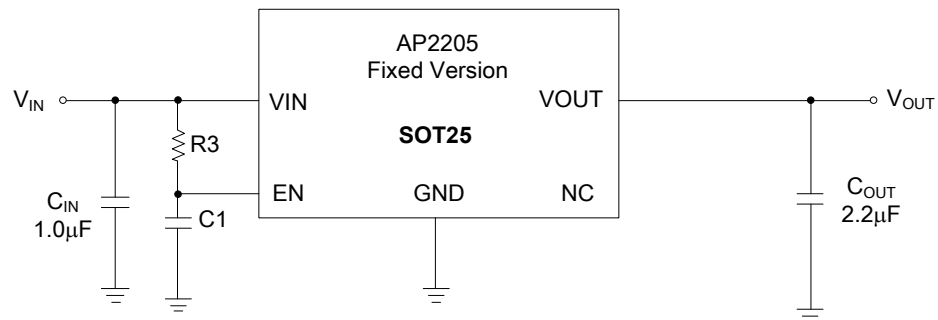 AP2205
Fixed Version
VIN
VIN
VOUT
VOUT
SOT25
R3
EN
GND
NC
C1
CIN
1.0μF
COUT
2.2μF